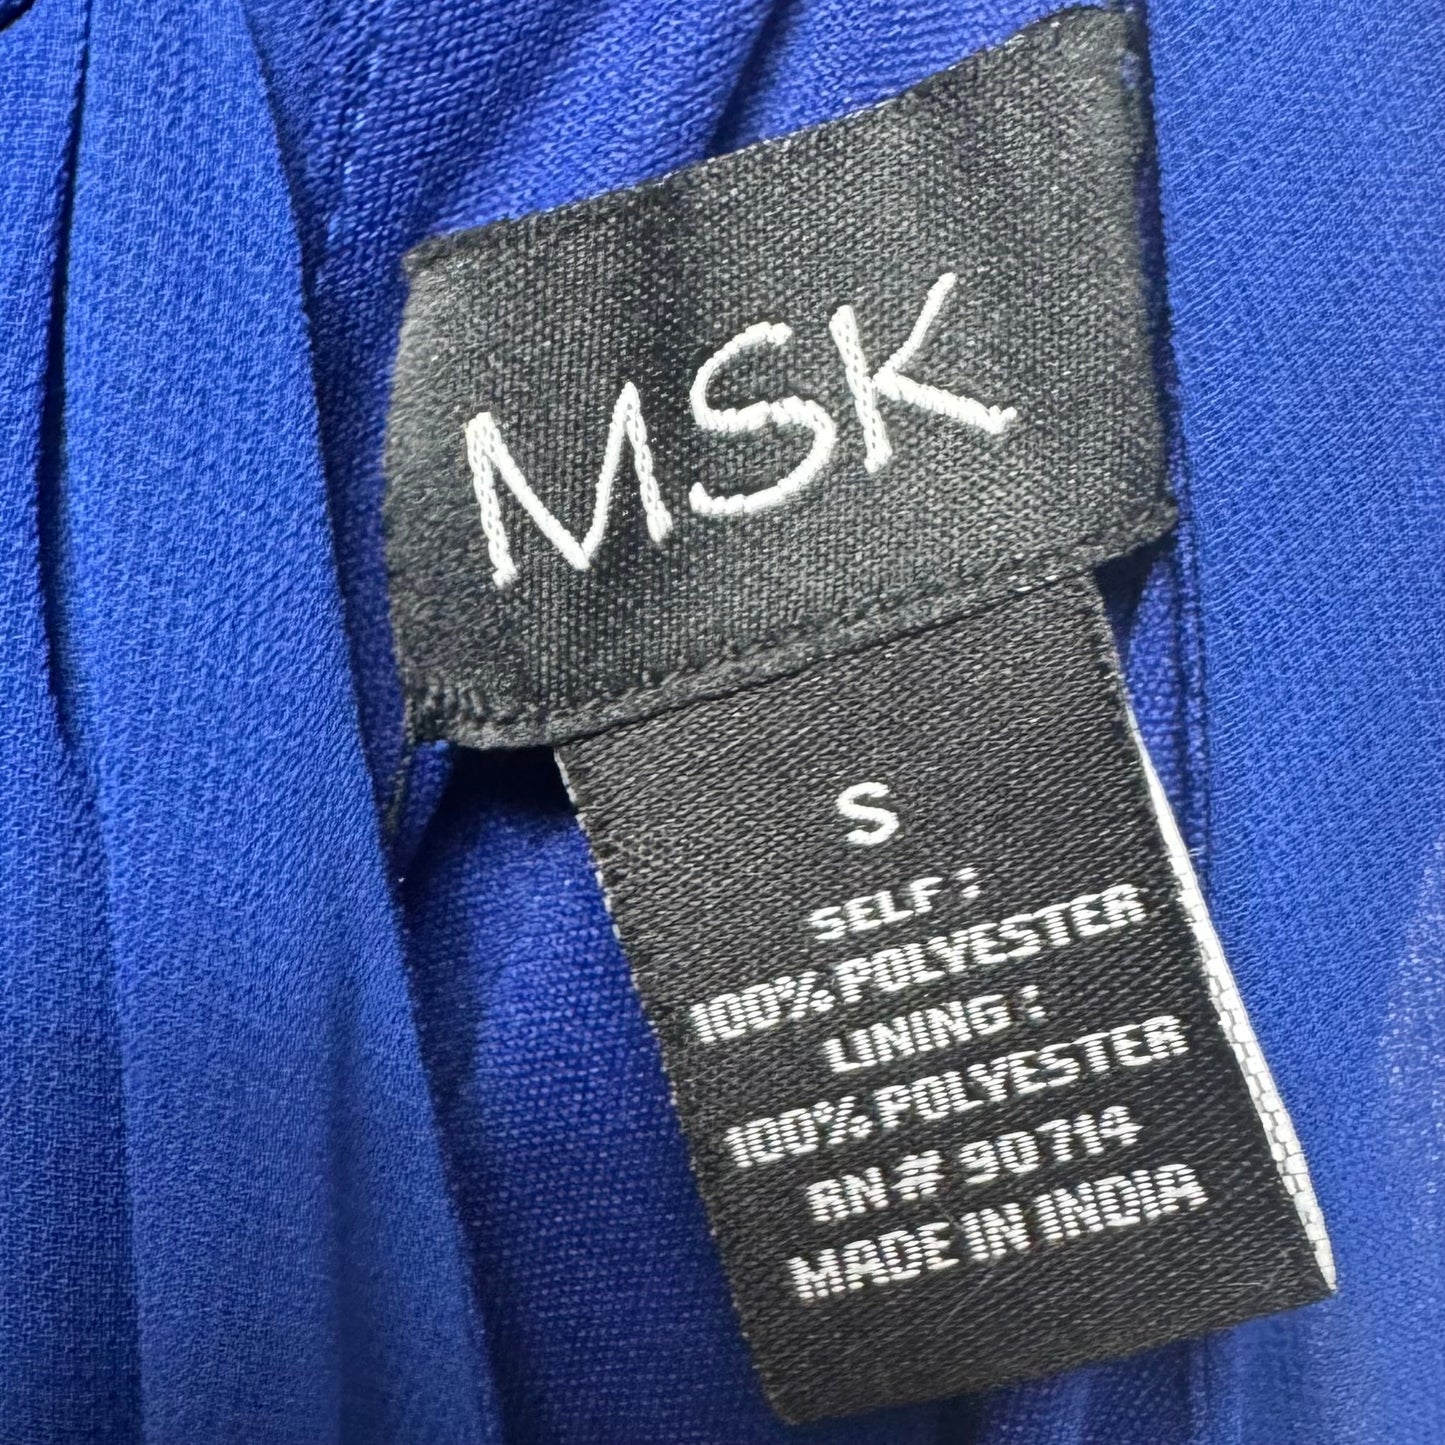 MSK
S
SELF:
100% POLYESTER
LINING:
100% POLYESTER
RN# 90714
MADE IN INDIA